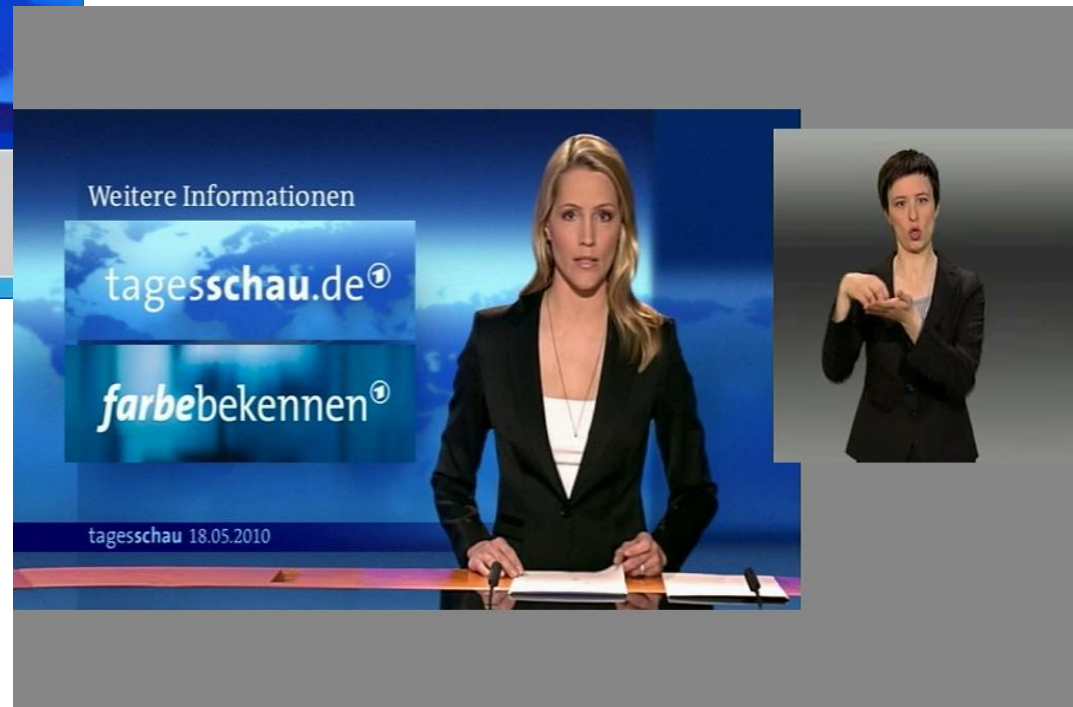 Weitere Informationen
tagesschau.de
farbebekennen
tagesschau 18.05.2010